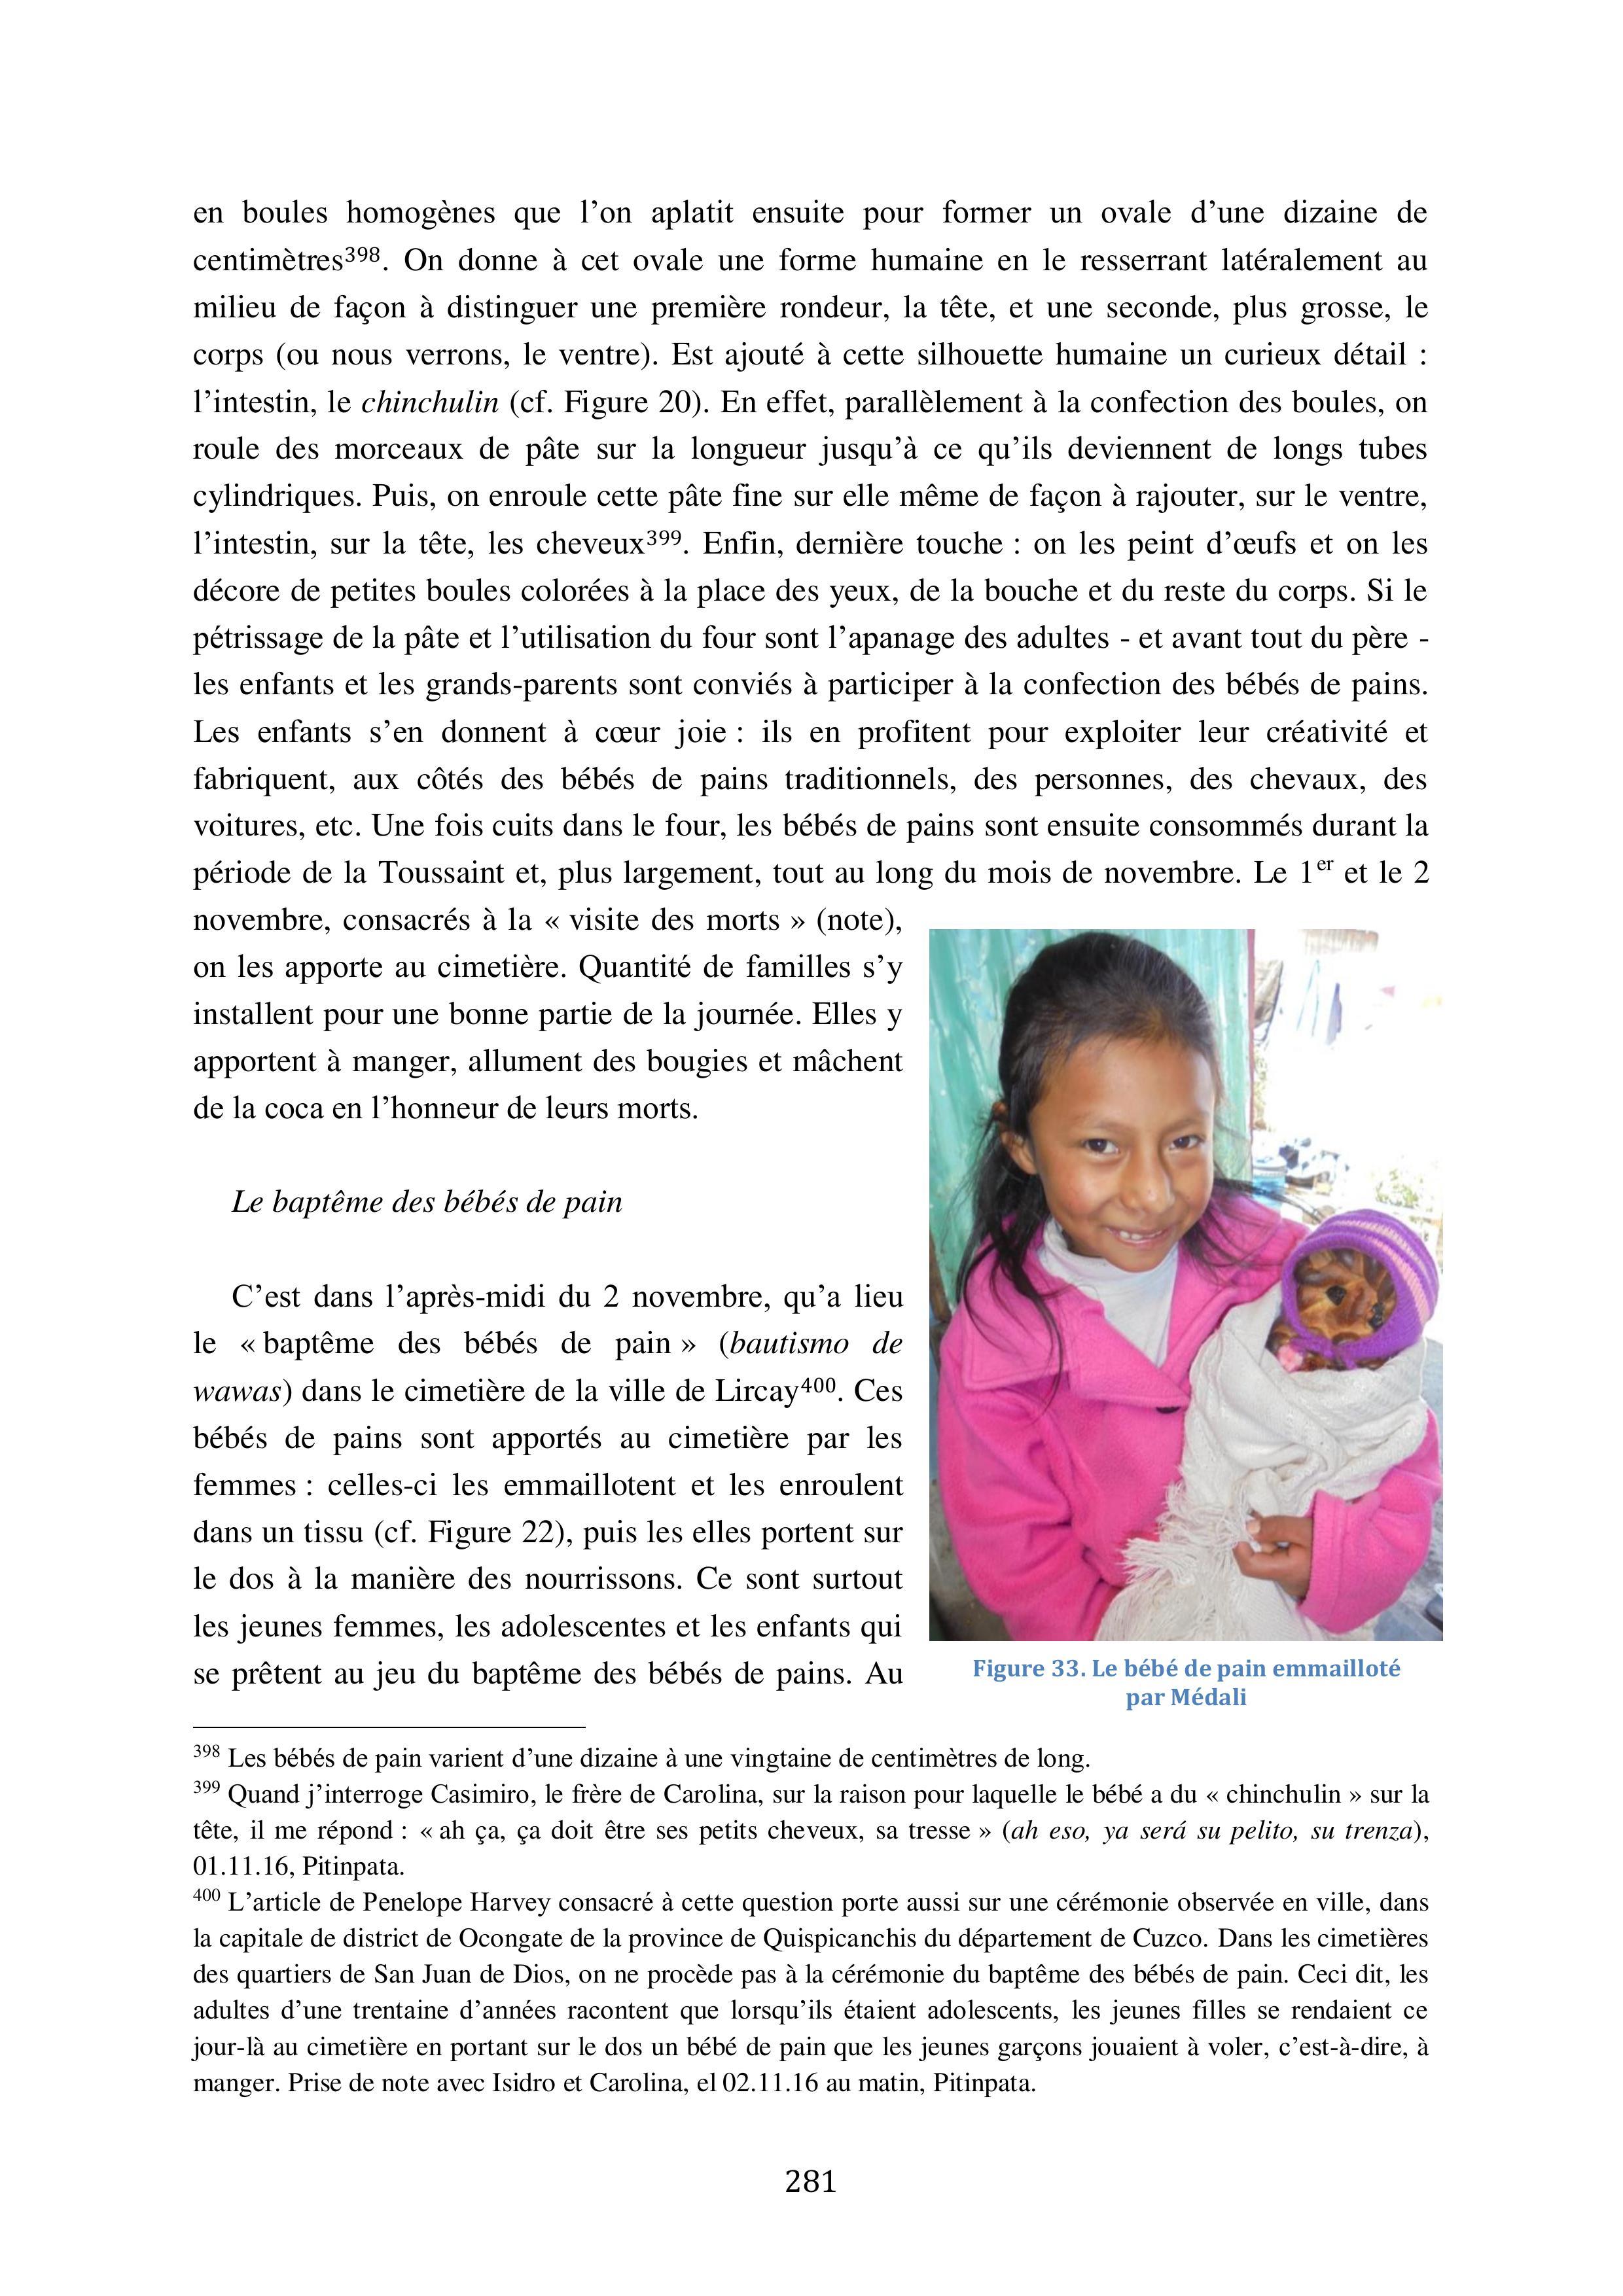 en boules homogènes que l’on aplatit ensuite pour former un ovale d’une dizaine de
centimètres398. On donne à cet ovale une forme humaine en le resserrant latéralement au
milieu de façon à distinguer une première rondeur, la tête, et une seconde, plus grosse, le
corps (ou nous verrons, le ventre). Est ajouté à cette silhouette humaine un curieux détail :
l’intestin, le chinchulin (cf. Figure 20). En effet, parallèlement à la confection des boules, on
roule des morceaux de pâte sur la longueur jusqu’à ce qu’ils deviennent de longs tubes
cylindriques. Puis, on enroule cette pâte fine sur elle même de façon à rajouter, sur le ventre,
l’intestin, sur la tête, les cheveux399. Enfin, dernière touche : on les peint d’œufs et on les
décore de petites boules colorées à la place des yeux, de la bouche et du reste du corps. Si le
pétrissage de la pâte et l’utilisation du four sont l’apanage des adultes - et avant tout du père -
les enfants et les grands-parents sont conviés à participer à la confection des bébés de pains.
Les enfants s’en donnent à cœur joie : ils en profitent pour exploiter leur créativité et
fabriquent, aux côtés des bébés de pains traditionnels, des personnes, des chevaux, des
voitures, etc. Une fois cuits dans le four, les bébés de pains sont ensuite consommés durant la
période de la Toussaint et, plus largement, tout au long du mois de novembre. Le 1er et le 2
novembre, consacrés à la « visite des morts » (note),
on les apporte au cimetière. Quantité de familles s’y
installent pour une bonne partie de la journée. Elles y
apportent à manger, allument des bougies et mâchent
de la coca en l’honneur de leurs morts.
Le baptême des bébés de pain
C’est dans l’après-midi du 2 novembre, qu’a lieu
le « baptême des bébés de pain » (bautismo de
wawas) dans le cimetière de la ville de Lircay400. Ces
bébés de pains sont apportés au cimetière par les
femmes : celles-ci les emmaillotent et les enroulent
dans un tissu (cf. Figure 22), puis les elles portent sur
le dos à la manière des nourrissons. Ce sont surtout
les jeunes femmes, les adolescentes et les enfants qui
se prêtent au jeu du baptême des bébés de pains. Au
Figure 33. Le bébé de pain emmailloté
par Médali
398 Les bébés de pain varient d’une dizaine à une vingtaine de centimètres de long.
399 Quand j’interroge Casimiro, le frère de Carolina, sur la raison pour laquelle le bébé a du « chinchulin » sur la
tête, il me répond : « ah ça, ça doit être ses petits cheveux, sa tresse » (ah eso, ya será su pelito, su trenza),
01.11.16, Pitinpata.
400 L’article de Penelope Harvey consacré à cette question porte aussi sur une cérémonie observée en ville, dans
la capitale de district de Ocongate de la province de Quispicanchis du département de Cuzco. Dans les cimetières
des quartiers de San Juan de Dios, on ne procède pas à la cérémonie du baptême des bébés de pain. Ceci dit, les
adultes d’une trentaine d’années racontent que lorsqu’ils étaient adolescents, les jeunes filles se rendaient ce
jour-là au cimetière en portant sur le dos un bébé de pain que les jeunes garçons jouaient à voler, c’est-à-dire, à
manger. Prise de note avec Isidro et Carolina, el 02.11.16 au matin, Pitinpata.
281